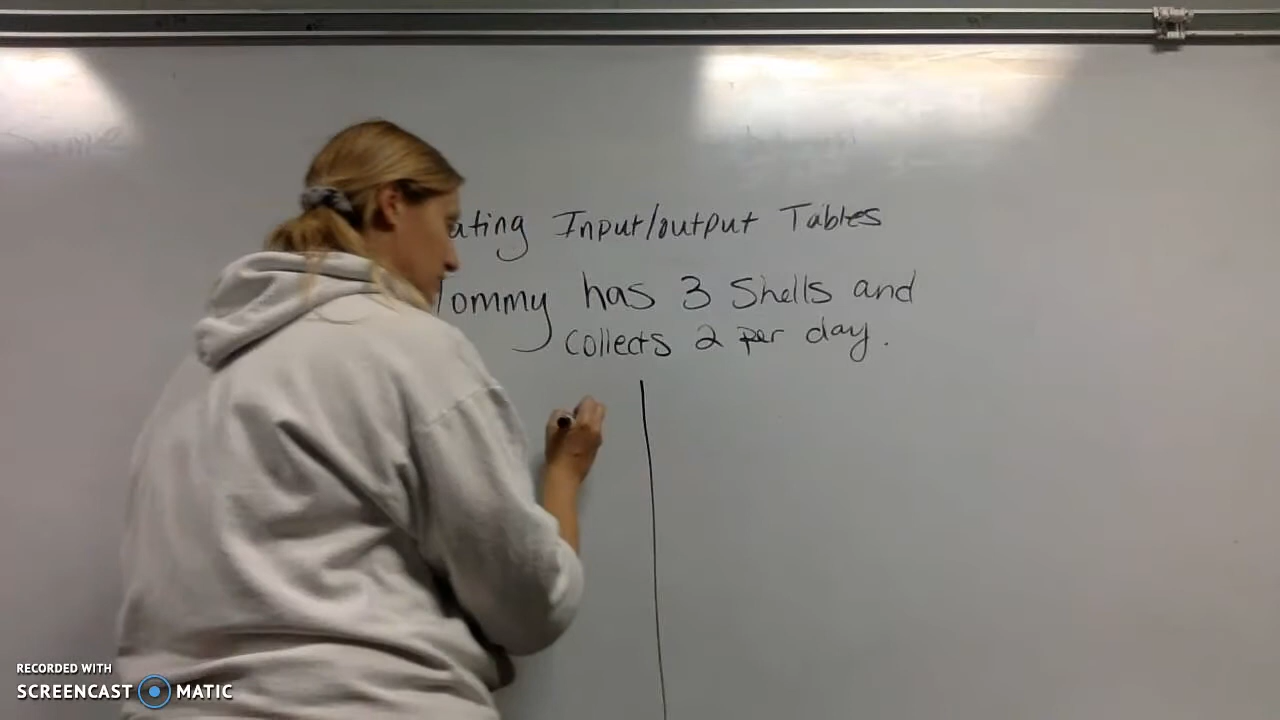 ating Input/output Tables
ommy has 3 Shells and
Collects 2 per day.
RECORDED WITH
SCREENCAST MATIC